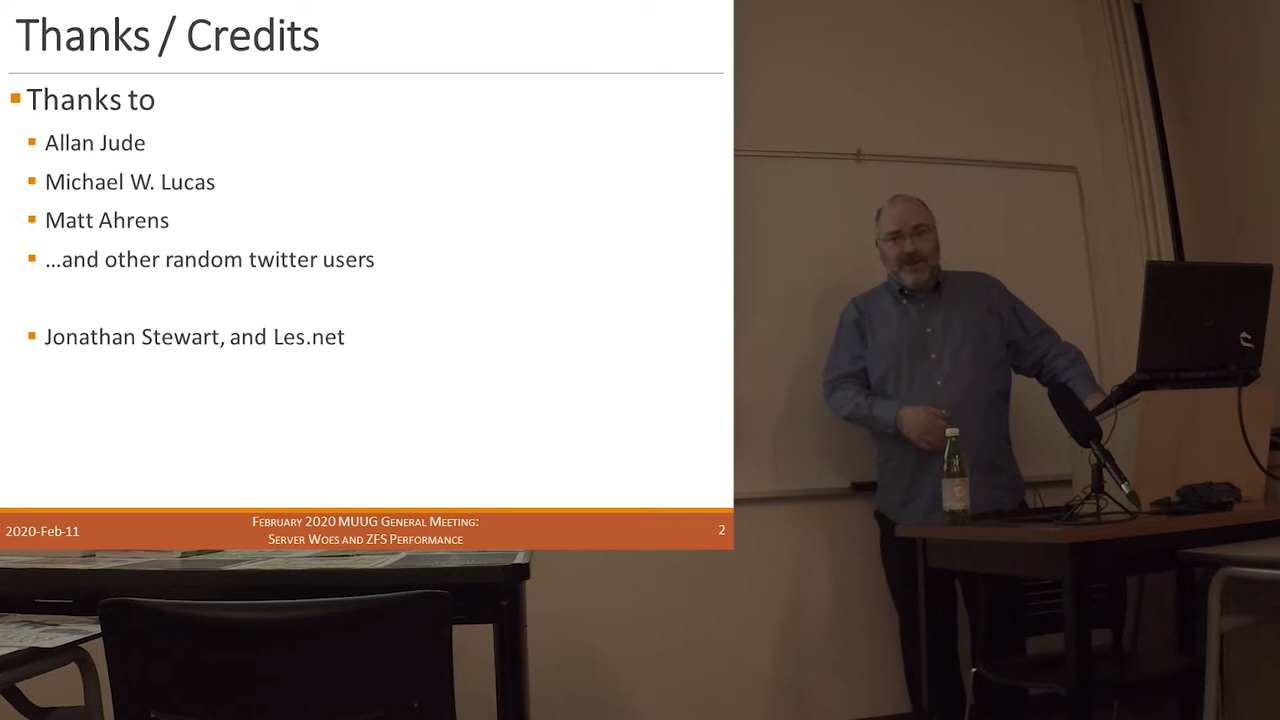 Thanks / Credits
Thanks to
Allan Jude
Michael W. Lucas
Matt Ahrens
…and other random twitter users
Jonathan Stewart, and Les.net
2020-Feb-11
February 2020 MUUG General Meeting:
Server Woes and ZFS Performance
2